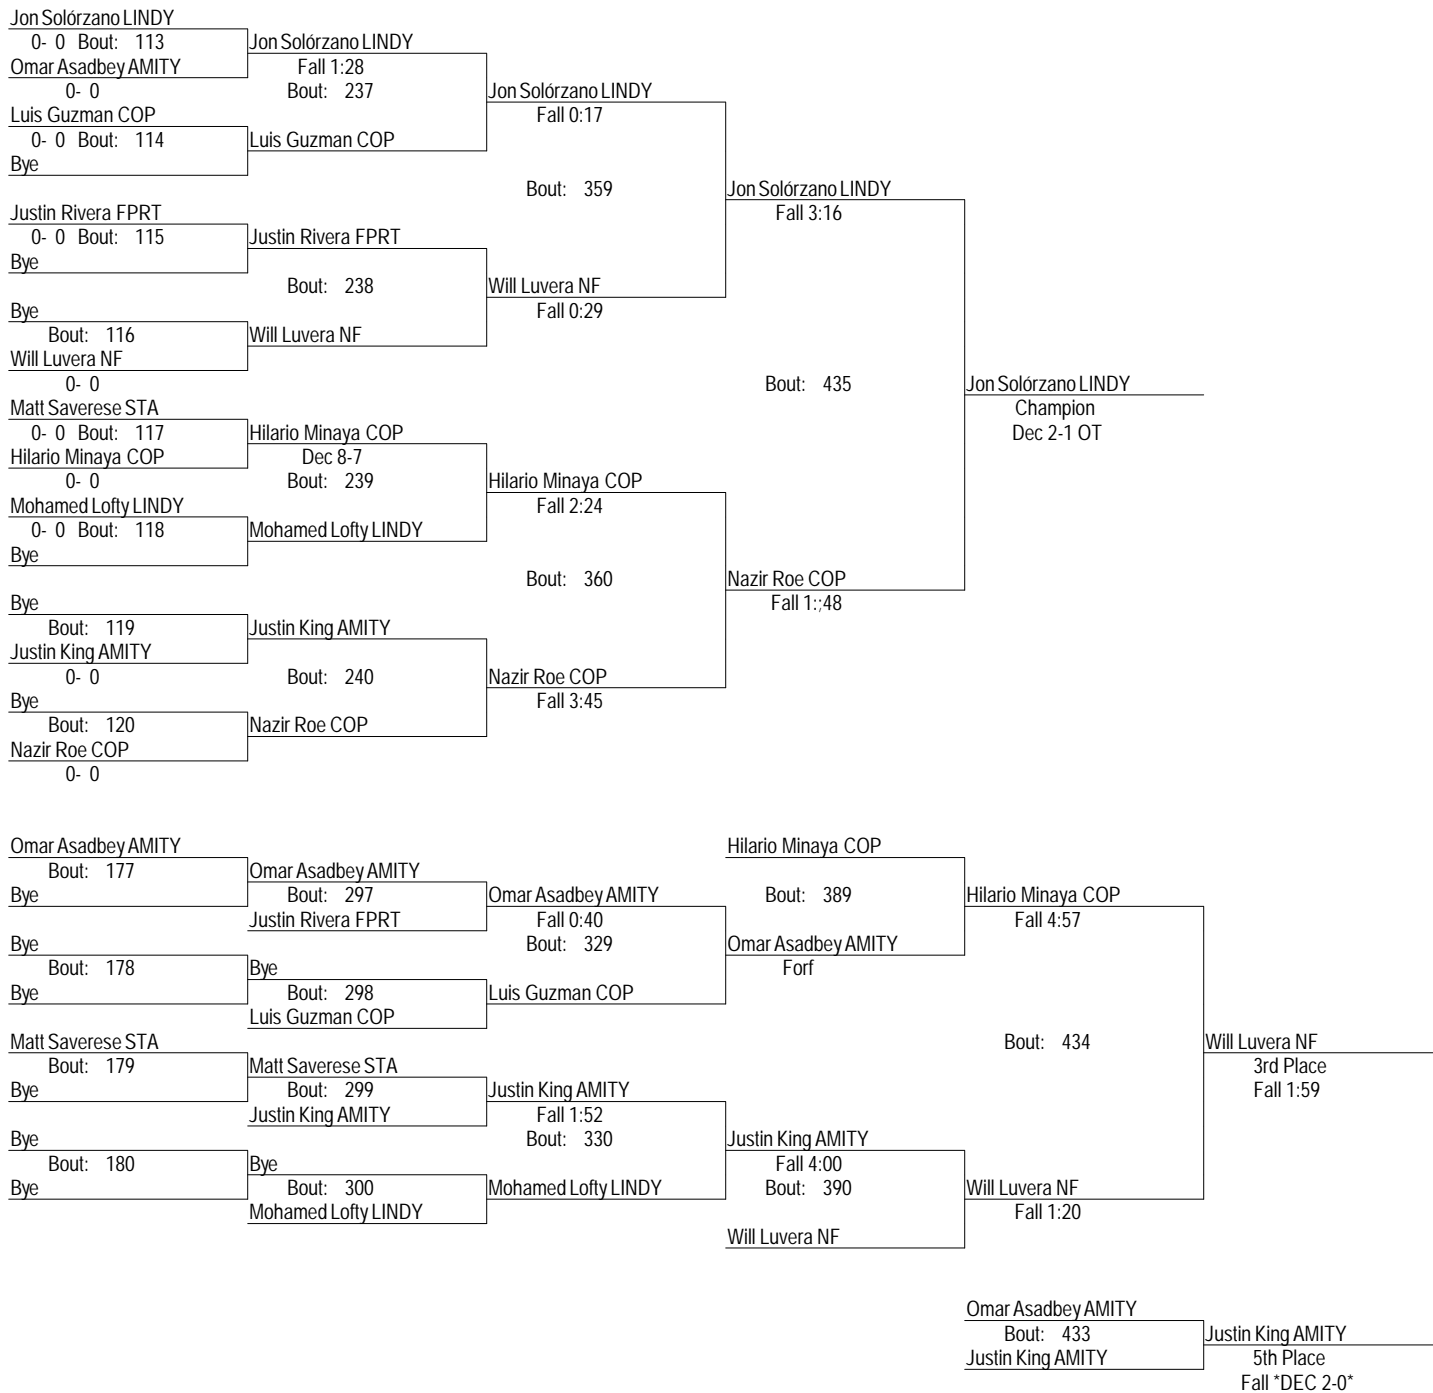 Jon Solórzano LINDY
0- 0 Bout: 113
Jon Solórzano LINDY
Omar Asadbey AMITY
Fall 1:28
0- 0
Bout: 237
Jon Solórzano LINDY
Luis Guzman COP
Fall 0:17
0- 0 Bout: 114
Luis Guzman COP
Bye
Bout: 359
Jon Solórzano LINDY
Justin Rivera FPRT
Fall 3:16
0- 0 Bout: 115
Justin Rivera FPRT
Bye
Bout: 238
Will Luvera NF
Bye
Fall 0:29
Bout: 116
Will Luvera NF
Will Luvera NF
0- 0
Bout: 435
Jon Solórzano LINDY
Matt Saverese STA
Champion
0- 0 Bout: 117
Hilario Minaya COP
Dec 2-1 OT
Hilario Minaya COP
Dec 8-7
0- 0
Bout: 239
Hilario Minaya COP
Mohamed Lofty LINDY
Fall 2:24
0- 0 Bout: 118
Mohamed Lofty LINDY
Bye
Bout: 360
Nazir Roe COP
Bye
Fall 1:;48
Bout: 119
Justin King AMITY
Justin King AMITY
0- 0
Bout: 240
Nazir Roe COP
Bye
Fall 3:45
Bout: 120
Nazir Roe COP
Nazir Roe COP
0- 0
Omar Asadbey AMITY
Hilario Minaya COP
Bout: 177
Omar Asadbey AMITY
Bye
Bout: 297
Omar Asadbey AMITY
Bout: 389
Hilario Minaya COP
Justin Rivera FPRT
Fall 0:40
Fall 4:57
Bye
Bout: 329
Omar Asadbey AMITY
Bout: 178
Bye
Forf
Bye
Bout: 298
Luis Guzman COP
Luis Guzman COP
Matt Saverese STA
Bout: 434
Will Luvera NF
Bout: 179
Matt Saverese STA
3rd Place
Bye
Bout: 299
Justin King AMITY
Fall 1:59
Justin King AMITY
Fall 1:52
Bye
Bout: 330
Justin King AMITY
Bout: 180
Bye
Fall 4:00
Bye
Bout: 300
Mohamed Lofty LINDY
Bout: 390
Will Luvera NF
Mohamed Lofty LINDY
Fall 1:20
Will Luvera NF
Omar Asadbey AMITY
Bout: 433
Justin King AMITY
Justin King AMITY
5th Place
Fall *DEC 2-0*